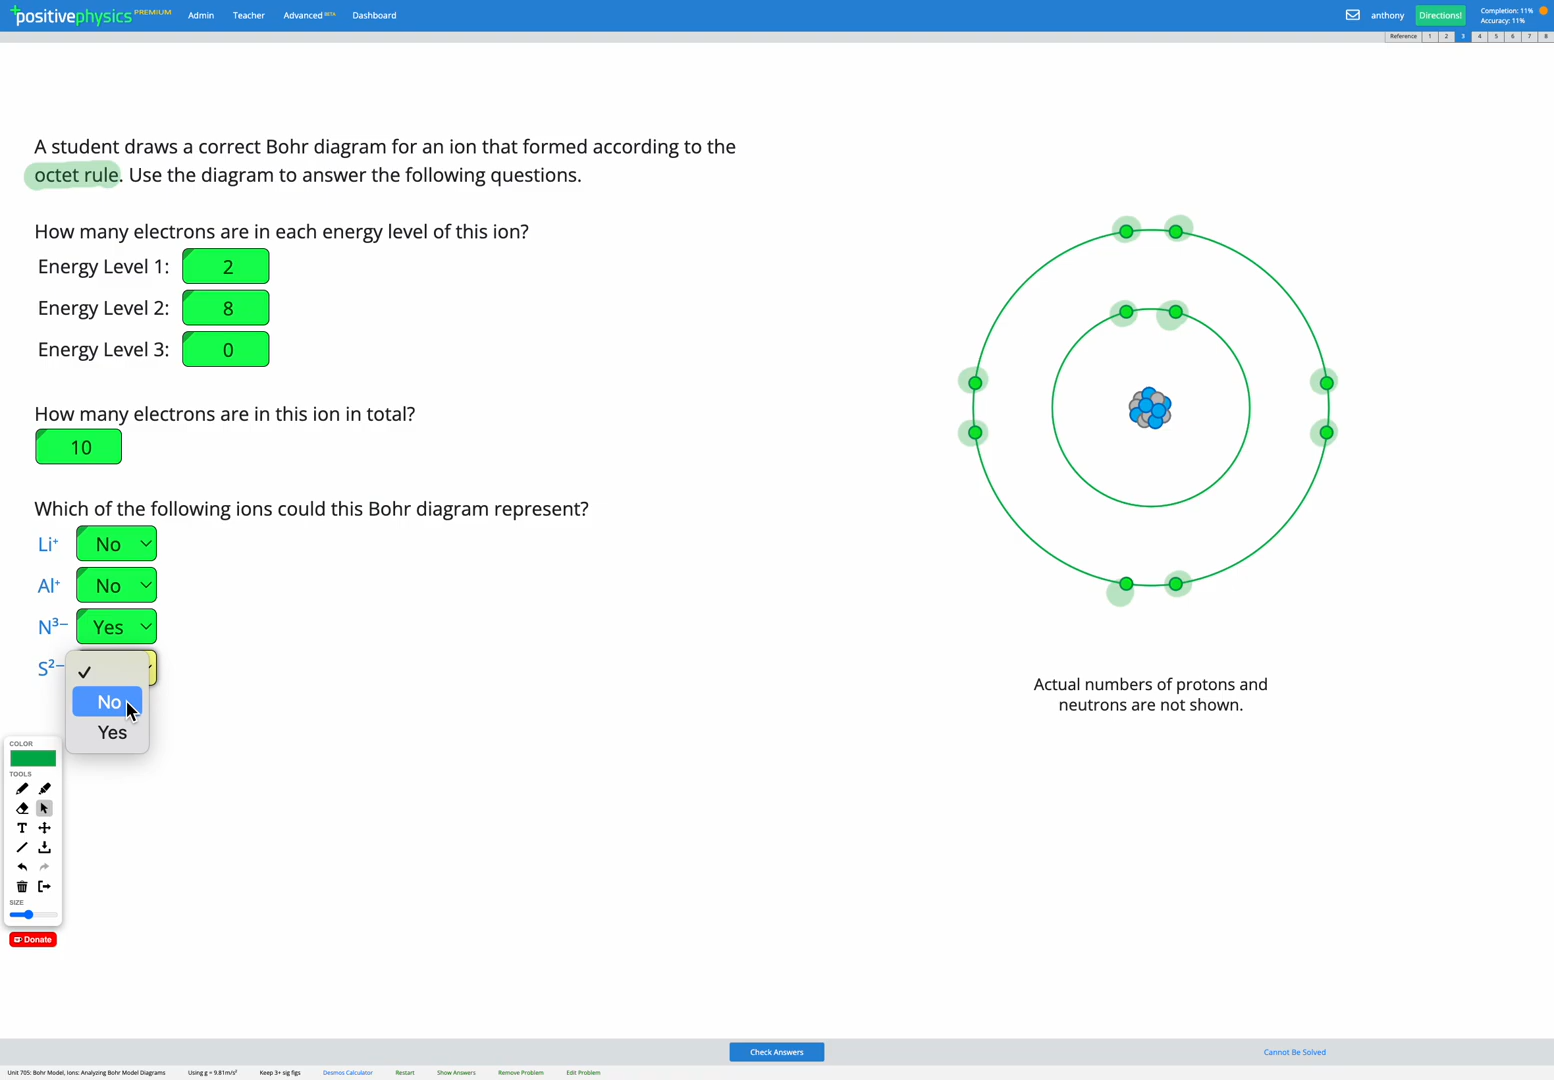 positivephysics PREMIUM Admin Teacher Advanced BETA Dashboard anthony Directions! Completion: 11%
Accuracy: 11%
Reference 1 2 3 4 5 6 7 8
A student draws a correct Bohr diagram for an ion that formed according to the
octet rule. Use the diagram to answer the following questions.
How many electrons are in each energy level of this ion?
Energy Level 1: 2
Energy Level 2: 8
Energy Level 3: 0
How many electrons are in this ion in total?
10
Which of the following ions could this Bohr diagram represent?
Li⁺ No
Al⁺ No
N³⁻ Yes
S²⁻
No
Yes
Actual numbers of protons and
neutrons are not shown.
COLOR
TOOLS
SIZE
Donate
Check Answers
Cannot Be Solved
Unit 705: Bohr Model, Ions: Analyzing Bohr Model Diagrams Using g = 9.81m/s² Keep 3+ sig figs Desmos Calculator Restart Show Answers Remove Problem Edit Problem